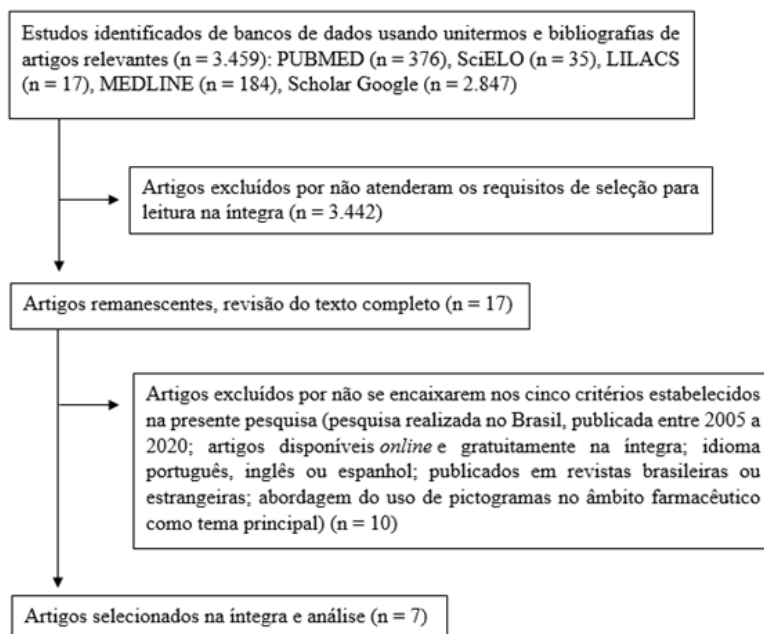 Estudos identificados de bancos de dados usando unitermos e bibliografias de
artigos relevantes (n = 3.459): PUBMED (n = 376), SciELO (n = 35), LILACS
(n = 17), MEDLINE (n = 184), Scholar Google (n = 2.847)
Artigos excluídos por não atenderam os requisitos de seleção para
leitura na íntegra (n = 3.442)
Artigos remanescentes, revisão do texto completo (n = 17)
Artigos excluídos por não se encaixarem nos cinco critérios estabelecidos
na presente pesquisa (pesquisa realizada no Brasil, publicada entre 2005 a
2020; artigos disponíveis online e gratuitamente na íntegra; idioma
português, inglês ou espanhol; publicados em revistas brasileiras ou
estrangeiras; abordagem do uso de pictogramas no âmbito farmacêutico
como tema principal) (n = 10)
Artigos selecionados na íntegra e análise (n = 7)